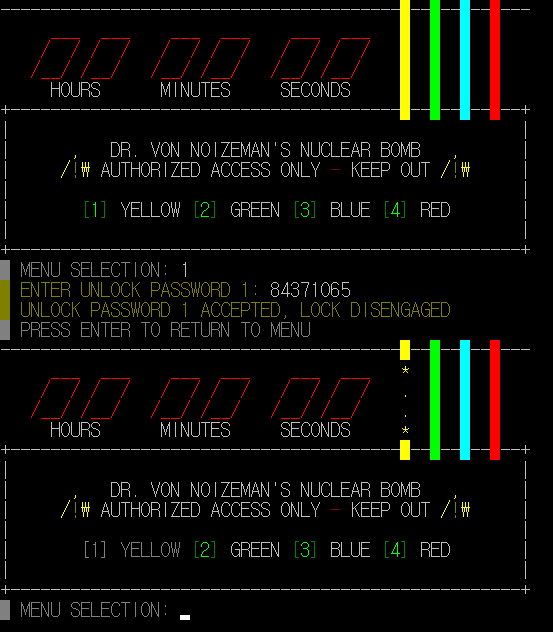 HOURS MINUTES SECONDS
DR. VON NOIZEMAN'S NUCLEAR BOMB
/!₩ AUTHORIZED ACCESS ONLY - KEEP OUT /!₩
[1] YELLOW [2] GREEN [3] BLUE [4] RED
MENU SELECTION: 1
ENTER UNLOCK PASSWORD 1: 84371065
UNLOCK PASSWORD 1 ACCEPTED, LOCK DISENGAGED
PRESS ENTER TO RETURN TO MENU
HOURS MINUTES SECONDS
DR. VON NOIZEMAN'S NUCLEAR BOMB
/!₩ AUTHORIZED ACCESS ONLY - KEEP OUT /!₩
[1] YELLOW [2] GREEN [3] BLUE [4] RED
MENU SELECTION: